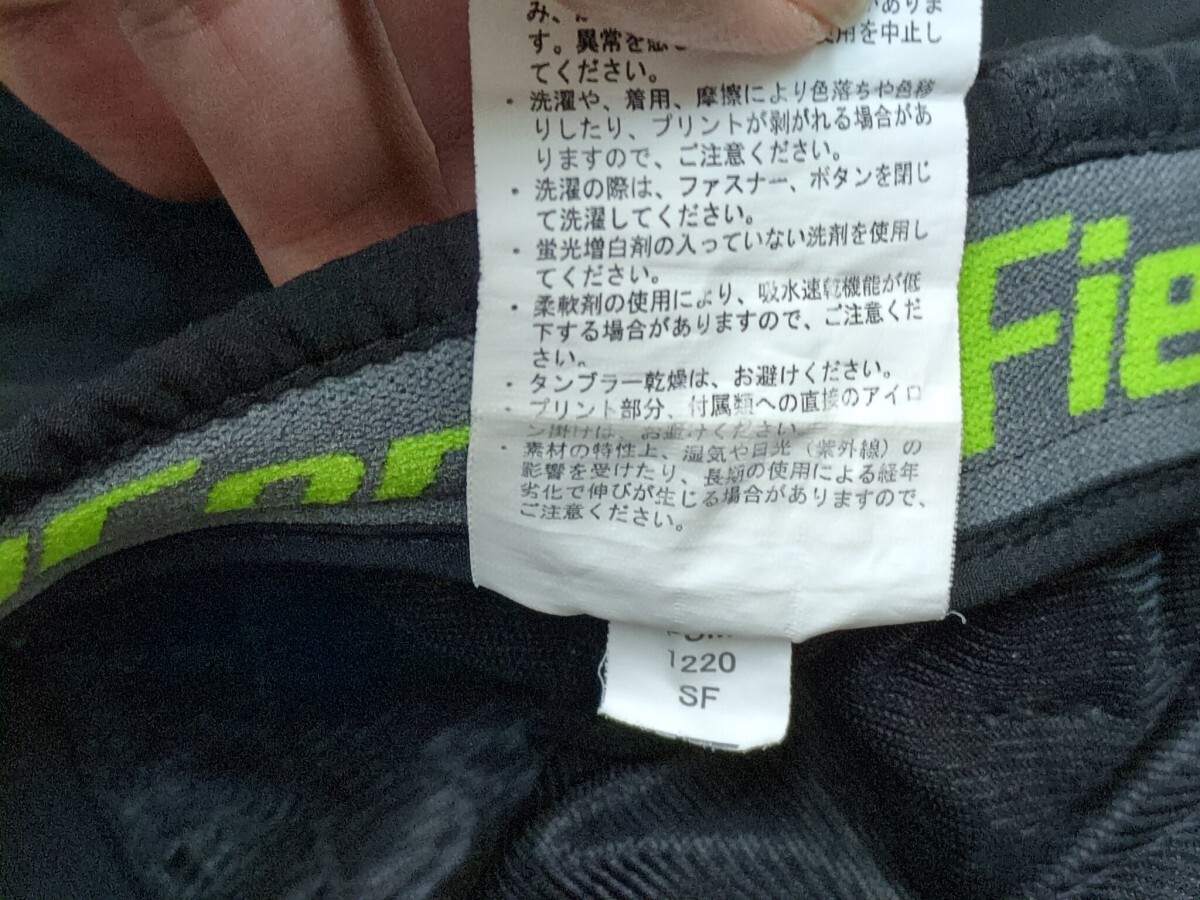 み、
がありま
す。異常を感
使用を中止し
てください。
・洗濯や、着用、摩擦により色落ちや色移
りしたり、プリントが剥がれる場合があ
りますので、ご注意ください。
・洗濯の際は、ファスナー、ボタンを閉じ
て洗濯してください。
・蛍光増白剤の入っていない洗剤を使用し
てください。
・柔軟剤の使用により、吸水速乾機能が低
下する場合がありますので、ご注意くだ
さい。
・タンブラー乾燥は、お避けください。
・プリント部分、付属類への直接のアイロ
ン掛けは、お避けください。
・素材の特性上、湿気や日光（紫外線）の
影響を受けたり、長期の使用による経年
劣化で伸びが生じる場合がありますので、
ご注意ください。
Fie
1220
SF